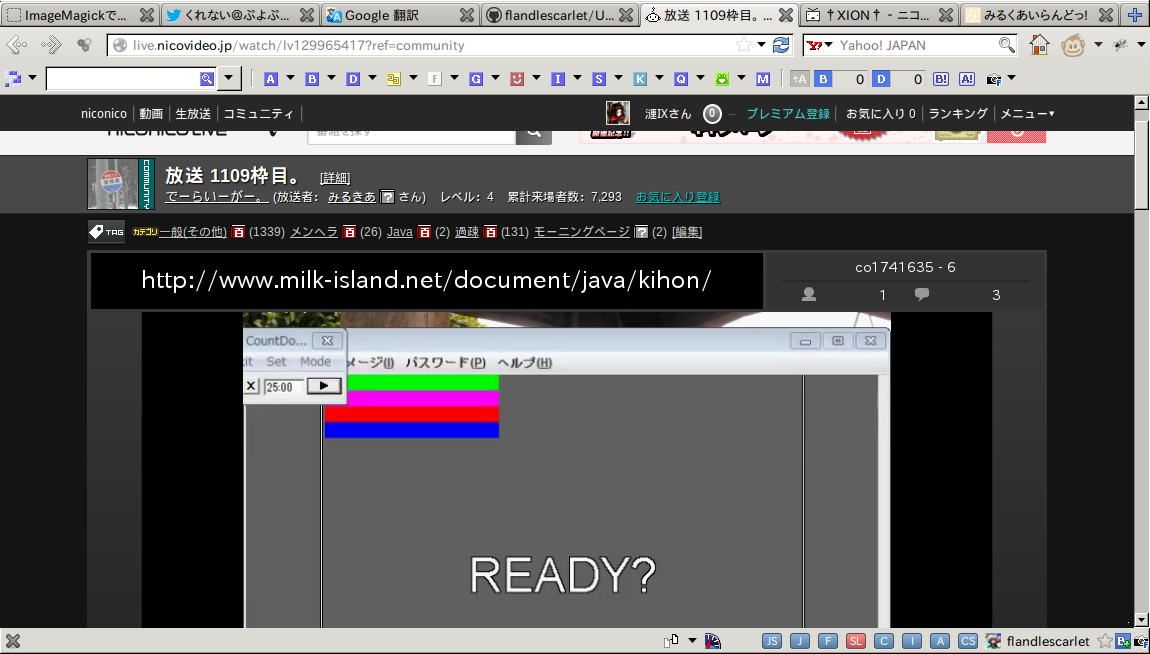 ImageMagickで... くれない@ぷよぷ... Google 翻訳 flandlescarlet/U... 放送 1109枠目。... †XION† - ニコ... みるくあいらんどっ!
live.nicovideo.jp/watch/lv129965417?ref=community Yahoo! JAPAN
A B D F G I S K Q M A B 0 D 0 B! A!
niconico 動画 生放送 コミュニティ 0 プレミアム登録 お気に入り 0 ランキング メニュー▾
番組を探す
放送 1109枠目。 [詳細]
でーらいーがー。 (放送者: みるきあ ? さん) レベル: 4 累計来場者数: 7,293 お気に入り登録
COMMUNITY
TAG カテゴリ 一般(その他) 百 (1339) メンヘラ 百 (26) Java 百 (2) 過疎 百 (131) モーニングページ ? (2) [編集]
http://www.milk-island.net/document/java/kihon/
co1741635 - 6
1 3
CountDo...
Set Mode
メージ(I) パスワード(P) ヘルプ(H)
X 25:00
READY?
JS J F SL C I A CS flandlescarlet